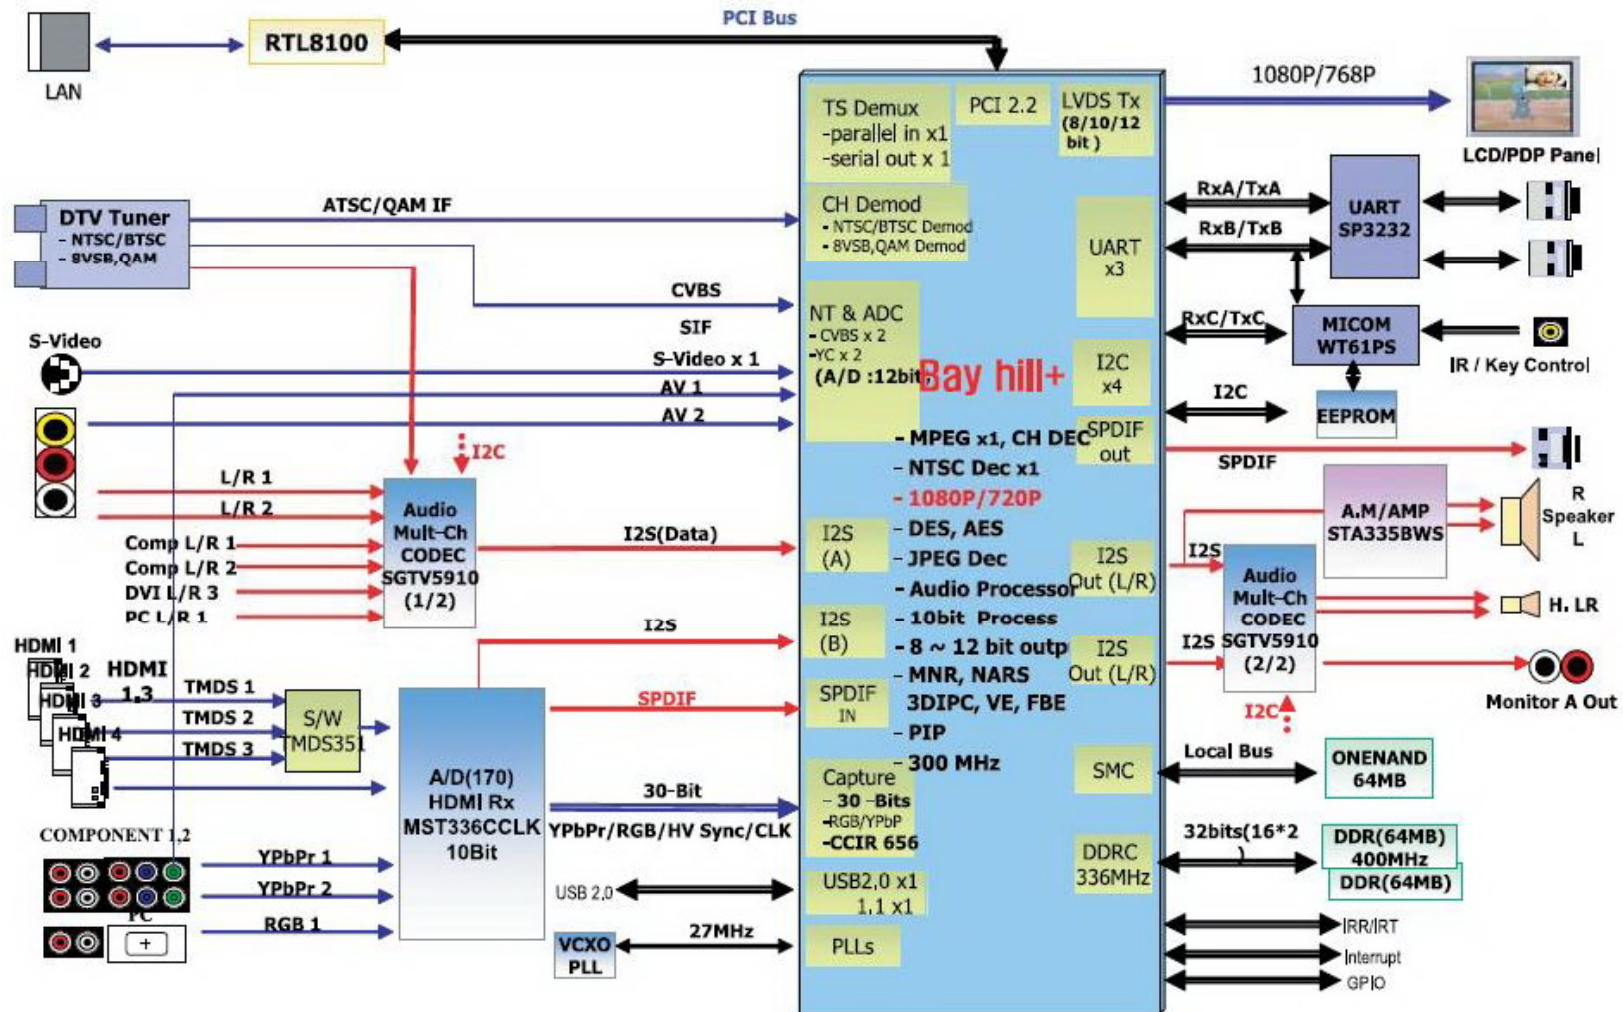 PCI Bus
RTL8100
LAN
1080P/768P
TS Demux
-parallel in x1
-serial out x 1
PCI 2.2
LVDS Tx
(8/10/12
bit )
LCD/PDP Panel
DTV Tuner
- NTSC/BTSC
- 8VSB,QAM
ATSC/QAM IF
CH Demod
- NTSC/BTSC Demod
- 8VSB,QAM Demod
UART
x3
RxA/TxA
RxB/TxB
UART
SP3232
CVBS
SIF
NT & ADC
- CVBS x 2
-YC x 2
(A/D :12bit,
RxC/TxC
MICOM
WT61PS
IR / Key Control
S-Video
S-Video x 1
AV 1
AV 2
Bay hill+
I2C
x4
I2C
EEPROM
SPDIF
out
SPDIF
- MPEG x1, CH DEC
- NTSC Dec x1
- 1080P/720P
- DES, AES
- JPEG Dec
- Audio Processor
- 10bit Process
- 8 ~ 12 bit outp
- MNR, NARS
3DIPC, VE, FBE
- PIP
- 300 MHz
I2C
L/R 1
L/R 2
Comp L/R 1
Comp L/R 2
DVI L/R 3
PC L/R 1
Audio
Mult-Ch
CODEC
SGTV5910
(1/2)
I2S(Data)
I2S
(A)
I2S
I2S
(B)
SPDIF
SPDIF
IN
A.M/AMP
STA335BWS
R
Speaker
L
I2S
Out (L/R)
I2S
Audio
Mult-Ch
CODEC
SGTV5910
(2/2)
H. LR
I2S
Out (L/R)
I2S
I2C
Monitor A Out
HDMI 1
HDMI 2
HDMI 3
HDMI 4
HDMI
1.3
TMDS 1
TMDS 2
TMDS 3
S/W
TMDS351
A/D(170)
HDMI Rx
MST336CCLK
10Bit
30-Bit
YPbPr/RGB/HV Sync/CLK
Capture
- 30 -Bits
-RGB/YPbP
-CCIR 656
SMC
Local Bus
ONENAND
64MB
DDRC
336MHz
32bits(16*2
DDR(64MB)
400MHz
DDR(64MB)
COMPONENT 1,2
YPbPr 1
YPbPr 2
PC
RGB 1
USB 2,0
USB2,0 x1
1,1 x1
VCXO
PLL
27MHz
PLLs
IRR/IRT
Interrupt
GPIO